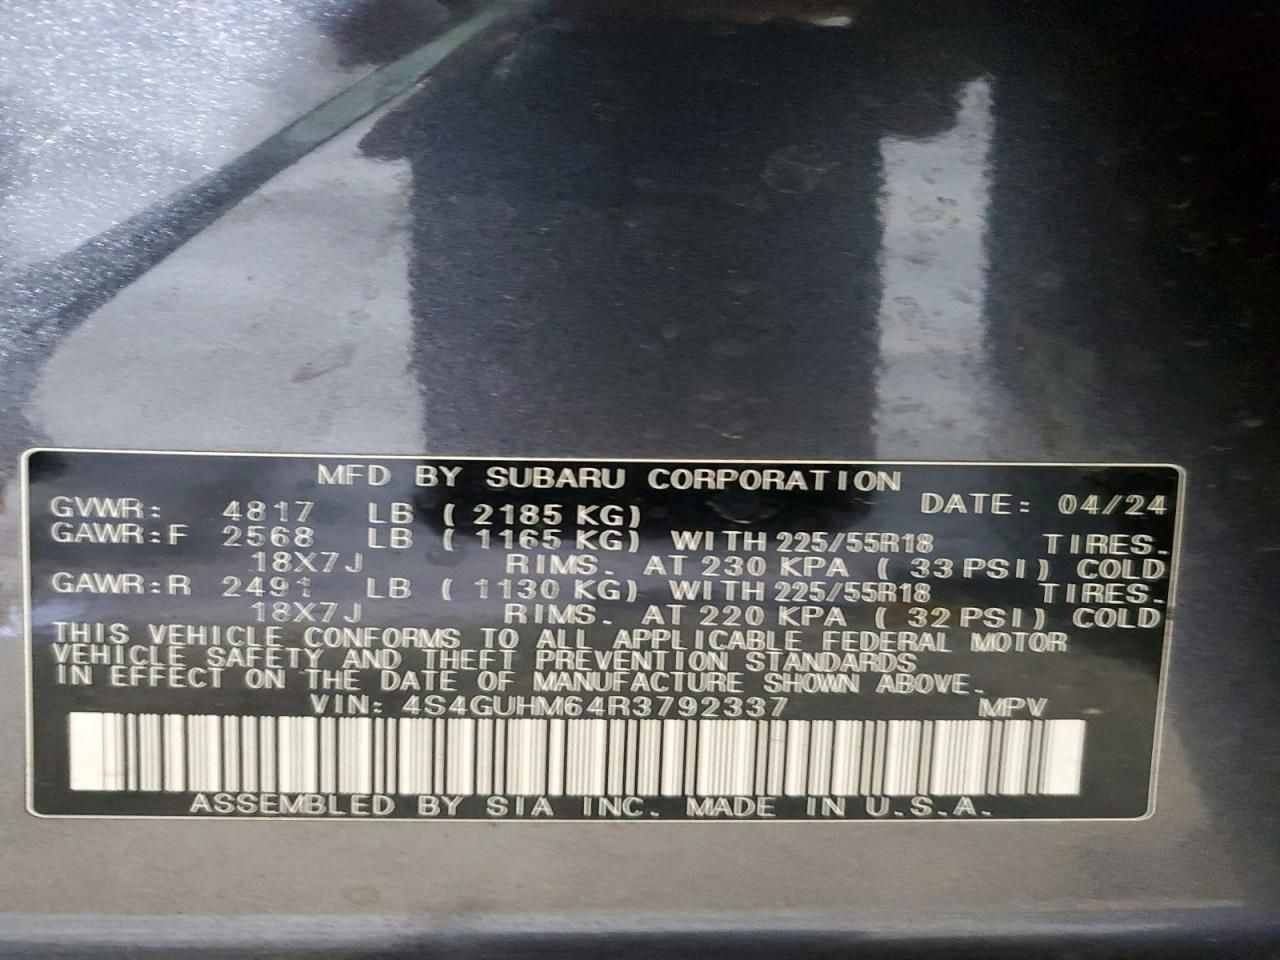 MFD BY SUBARU CORPORATION
GVWR: 4817 LB ( 2185 KG) DATE: 04/24
GAWR:F 2568 LB ( 1165 KG) WITH 225/55R18 TIRES.
18X7J RIMS. AT 230 KPA ( 33 PSI) COLD
GAWR:R 2491 LB ( 1130 KG) WITH 225/55R18 TIRES.
18X7J RIMS. AT 220 KPA ( 32 PSI) COLD
THIS VEHICLE CONFORMS TO ALL APPLICABLE FEDERAL MOTOR
VEHICLE SAFETY AND THEFT PREVENTION STANDARDS
IN EFFECT ON THE DATE OF MANUFACTURE SHOWN ABOVE.
VIN: 4S4GUHM64R3792337 MPV
ASSEMBLED BY SIA INC. MADE IN U.S.A.